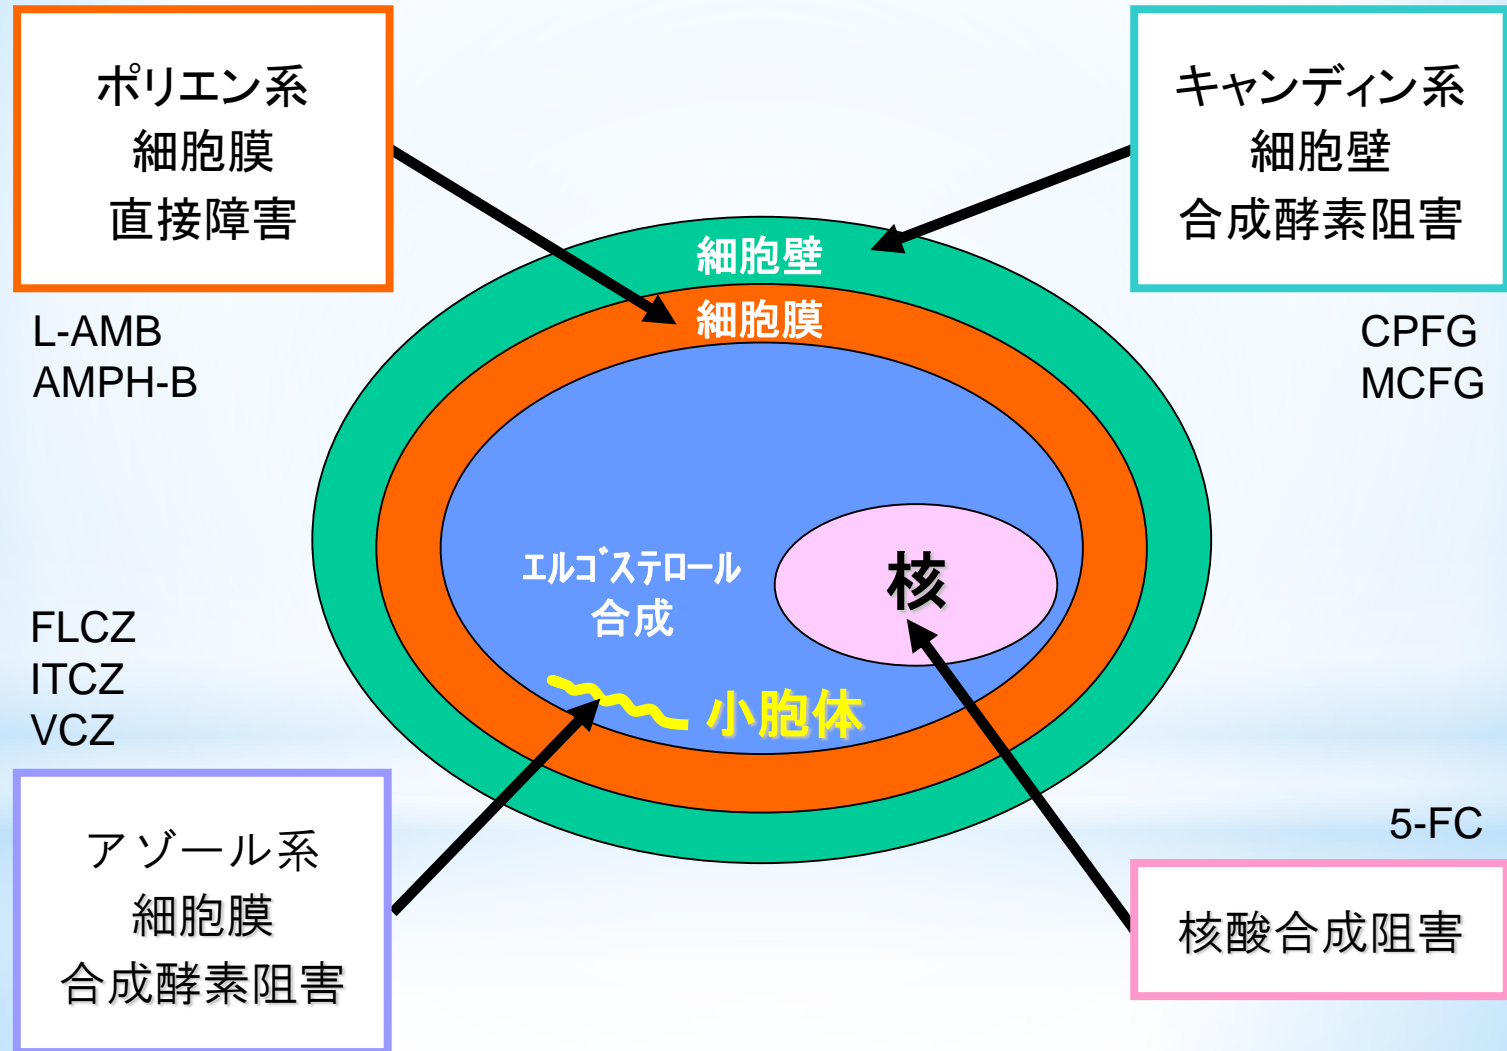 ポリエン系
細胞膜
直接障害
キャンディン系
細胞壁
合成酵素阻害
L-AMB
AMPH-B
CPFG
MCFG
細胞壁
細胞膜
ｴﾙｺﾞｽﾃﾛｰﾙ
合成
核
小胞体
FLCZ
ITCZ
VCZ
アゾール系
細胞膜
合成酵素阻害
5-FC
核酸合成阻害